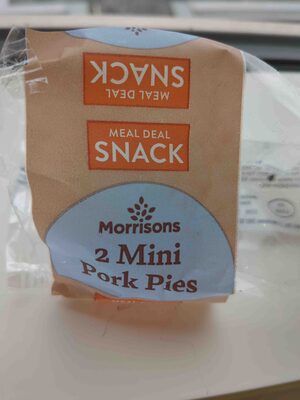 MEAL DEAL
SNACK
MEAL DEAL
SNACK
Morrisons
2 Mini
Pork Pies